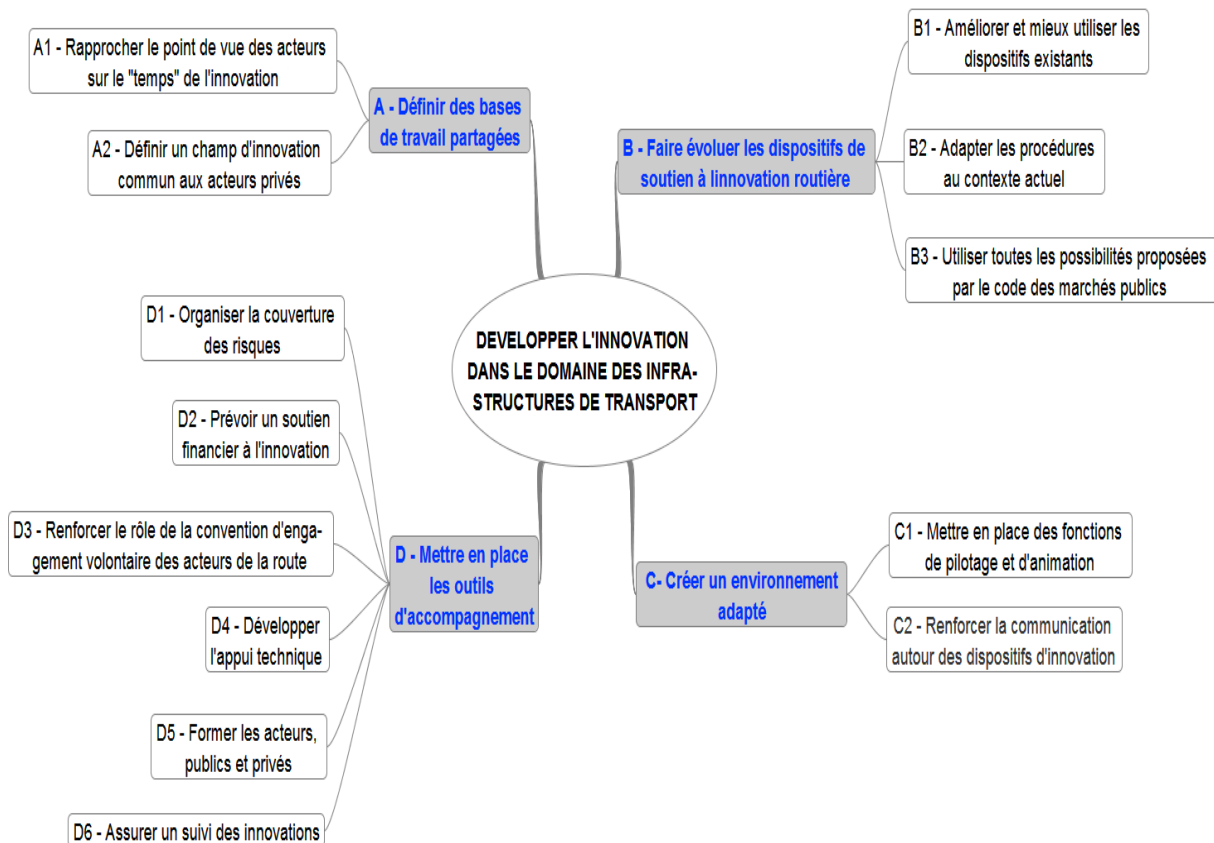 DEVELOPPER L'INNOVATION
DANS LE DOMAINE DES INFRA-
STRUCTURES DE TRANSPORT
A - Définir des bases
de travail partagées
A1 - Rapprocher le point de vue des acteurs
sur le "temps" de l'innovation
A2 - Définir un champ d'innovation
commun aux acteurs privés
B - Faire évoluer les dispositifs de
soutien à linnovation routière
B1 - Améliorer et mieux utiliser les
dispositifs existants
B2 - Adapter les procédures
au contexte actuel
B3 - Utiliser toutes les possibilités proposées
par le code des marchés publics
C- Créer un environnement
adapté
C1 - Mettre en place des fonctions
de pilotage et d'animation
C2 - Renforcer la communication
autour des dispositifs d'innovation
D - Mettre en place
les outils
d'accompagnement
D1 - Organiser la couverture
des risques
D2 - Prévoir un soutien
financier à l'innovation
D3 - Renforcer le rôle de la convention d'enga-
gement volontaire des acteurs de la route
D4 - Développer
l'appui technique
D5 - Former les acteurs,
publics et privés
D6 - Assurer un suivi des innovations